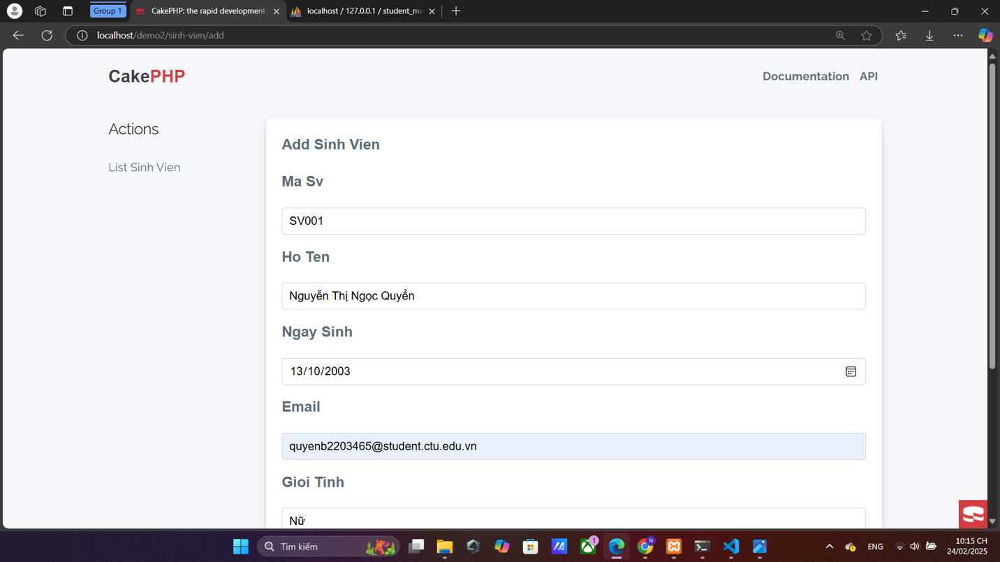 Group 1
CakePHP: the rapid development
localhost / 127.0.0.1 / student_ma
localhost/demo2/sinh-vien/add
CakePHP
Documentation
API
Actions
List Sinh Vien
Add Sinh Vien
Ma Sv
SV001
Ho Ten
Nguyễn Thị Ngọc Quyển
Ngay Sinh
13/10/2003
Email
quyenb2203465@student.ctu.edu.vn
Gioi Tinh
Nữ
Tìm kiếm
1
N
ENG
10:15 CH
24/02/2025